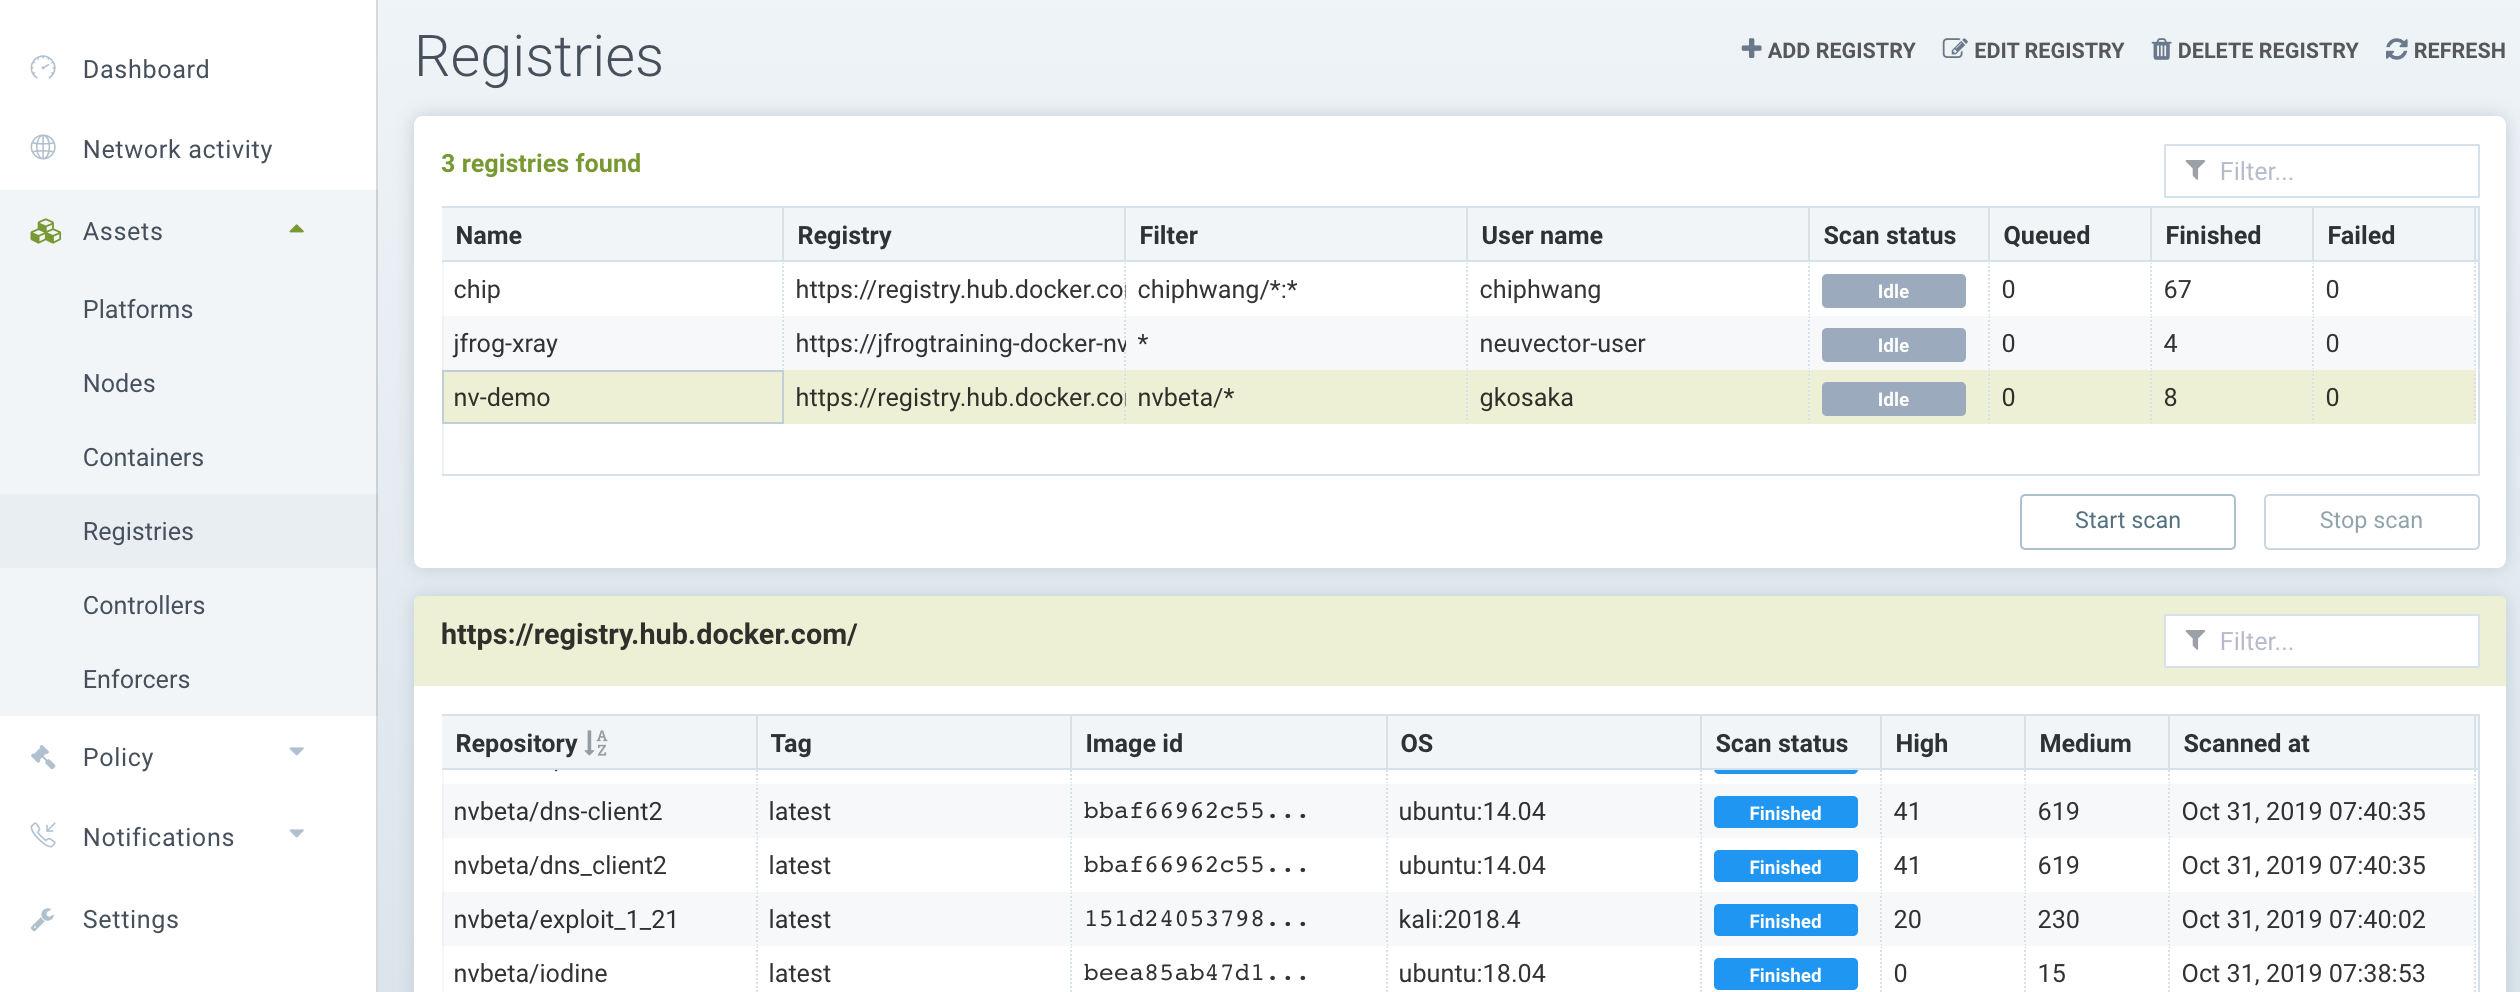 Dashboard
Network activity
Assets
Platforms
Nodes
Containers
Registries
Controllers
Enforcers
Policy
Notifications
Settings
Registries
ADD REGISTRY EDIT REGISTRY DELETE REGISTRY REFRESH
3 registries found
Filter...
Name Registry Filter User name Scan status Queued Finished Failed
chip https://registry.hub.docker.co chiphwang/*:* chiphwang Idle 0 67 0
jfrog-xray https://jfrogtraining-docker-nv * neuvector-user Idle 0 4 0
nv-demo https://registry.hub.docker.co nvbeta/* gkosaka Idle 0 8 0
Start scan Stop scan
https://registry.hub.docker.com/
Filter...
Repository Tag Image id OS Scan status High Medium Scanned at
nvbeta/dns-client2 latest bbaf66962c55... ubuntu:14.04 Finished 41 619 Oct 31, 2019 07:40:35
nvbeta/dns_client2 latest bbaf66962c55... ubuntu:14.04 Finished 41 619 Oct 31, 2019 07:40:35
nvbeta/exploit_1_21 latest 151d24053798... kali:2018.4 Finished 20 230 Oct 31, 2019 07:40:02
nvbeta/iodine latest beea85ab47d1... ubuntu:18.04 Finished 0 15 Oct 31, 2019 07:38:53